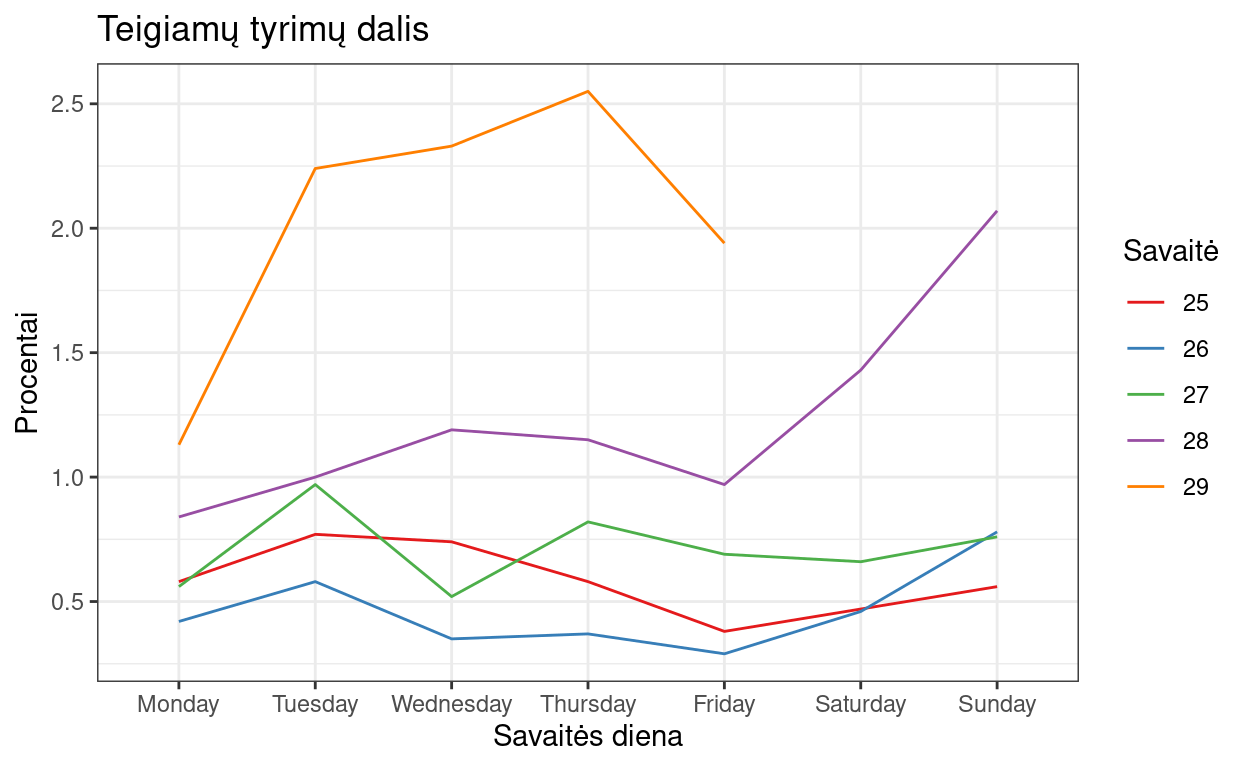 Teigiamų tyrimų dalis
Procentai
2.5
2.0
1.5
1.0
0.5
Monday Tuesday Wednesday Thursday Friday Saturday Sunday
Savaitės diena
Savaitė
25
26
27
28
29